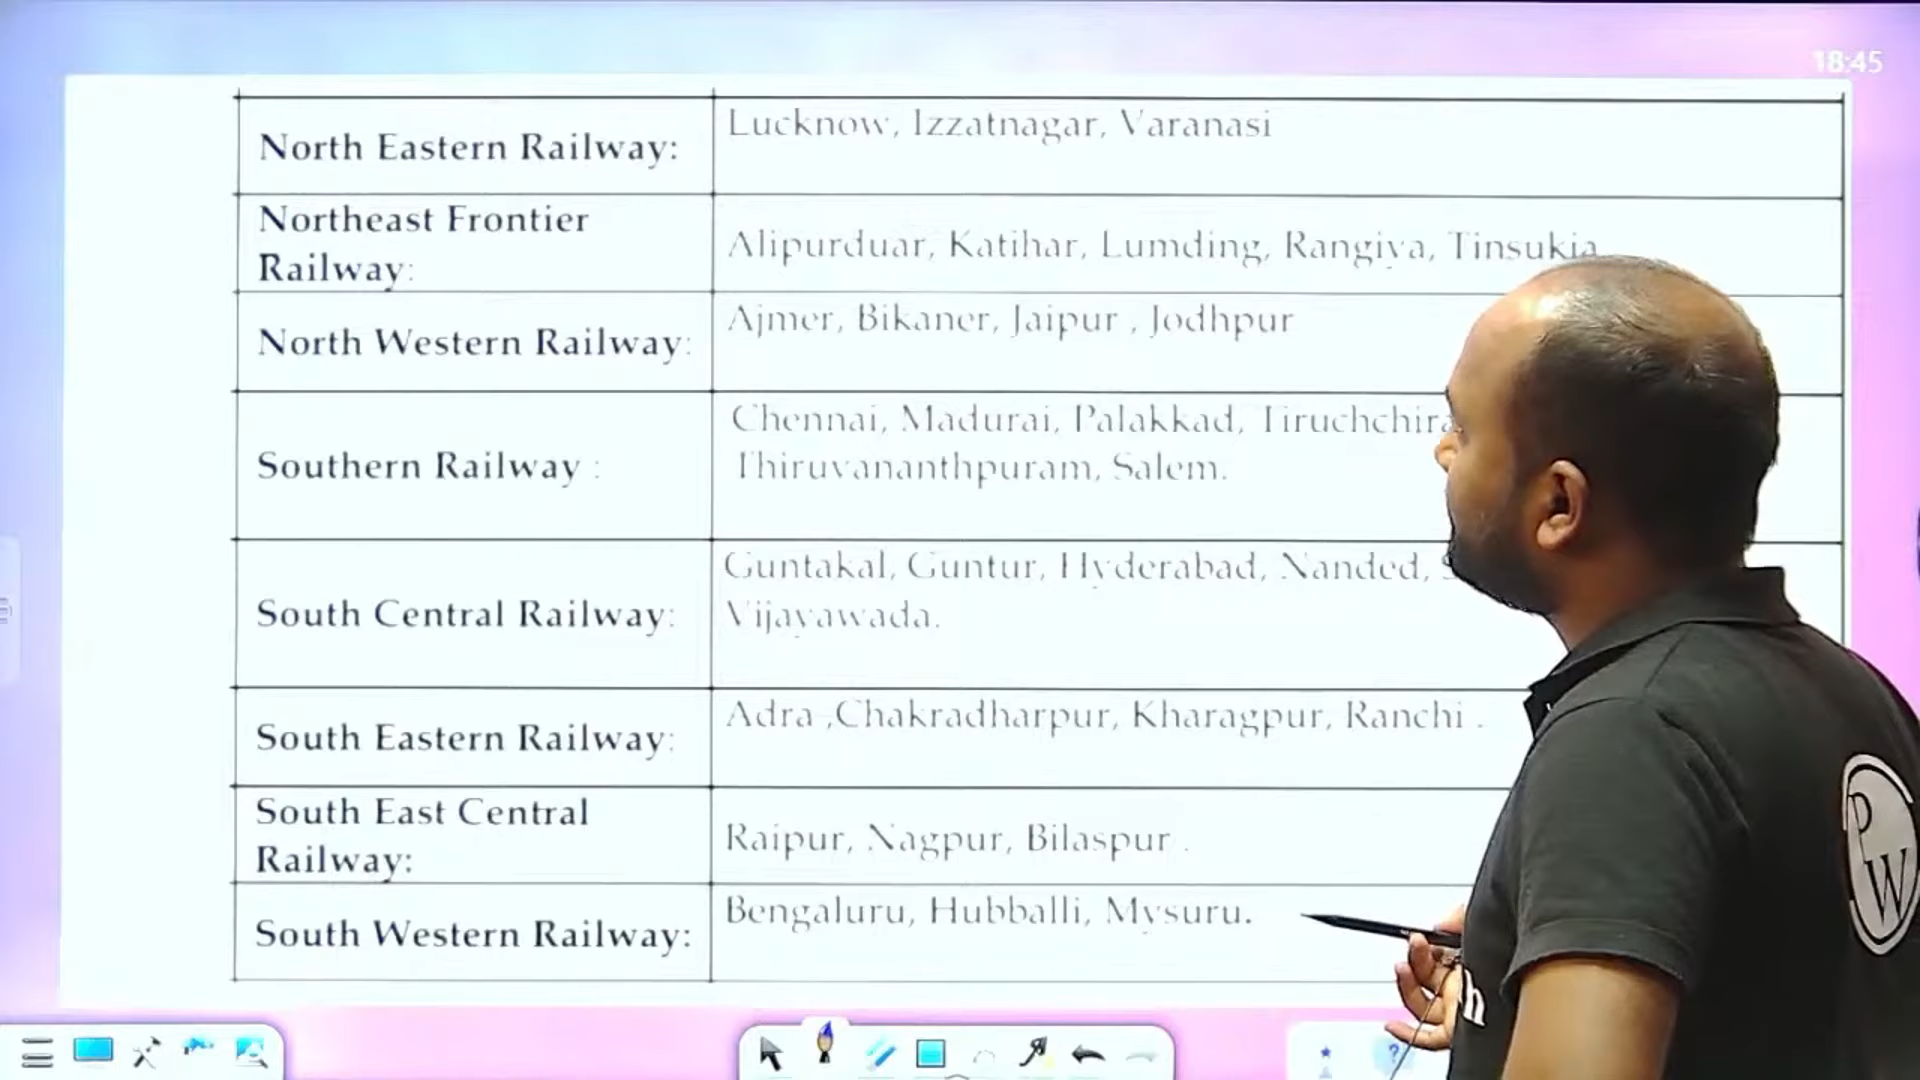 18:45
North Eastern Railway:
Lucknow, Izzatnagar, Varanasi
Northeast Frontier
Railway:
Alipurduar, Katihar, Lumding, Rangiya, Tinsukia
North Western Railway:
Ajmer, Bikaner, Jaipur , Jodhpur
Southern Railway :
Chennai, Madurai, Palakkad,
Thiruvananthpuram, Salem.
South Central Railway:
Guntakal, Guntur, Hyderabad, Nanded,
Vijayawada.
South Eastern Railway:
Adra ,Chakradharpur, Kharagpur, Ranchi .
South East Central
Railway:
Raipur, Nagpur, Bilaspur .
South Western Railway:
Bengaluru, Hubballi, Mysuru.
PW